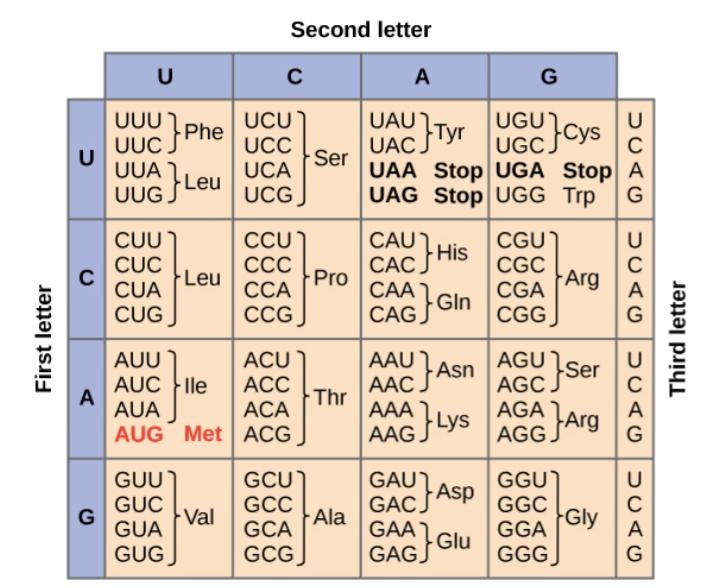 Second letter
U C A G
First letter
U
UUU Phe UCU Ser UAU Tyr UGU Cys U
UUC UCC UAC UGC C
UUA Leu UCA UAA Stop UGA Stop A
UUG UCG UAG Stop UGG Trp G
C
CUU Leu CCU Pro CAU His CGU Arg U
CUC CCC CAC CGC C
CUA CCA CAA Gln CGA A
CUG CCG CAG CGG G
A
AUU Ile ACU Thr AAU Asn AGU Ser U
AUC ACC AAC AGC C
AUA ACA AAA Lys AGA Arg A
AUG Met ACG AAG AGG G
G
GUU Val GCU Ala GAU Asp GGU Gly U
GUC GCC GAC GGC C
GUA GCA GAA Glu GGA A
GUG GCG GAG GGG G
Third letter